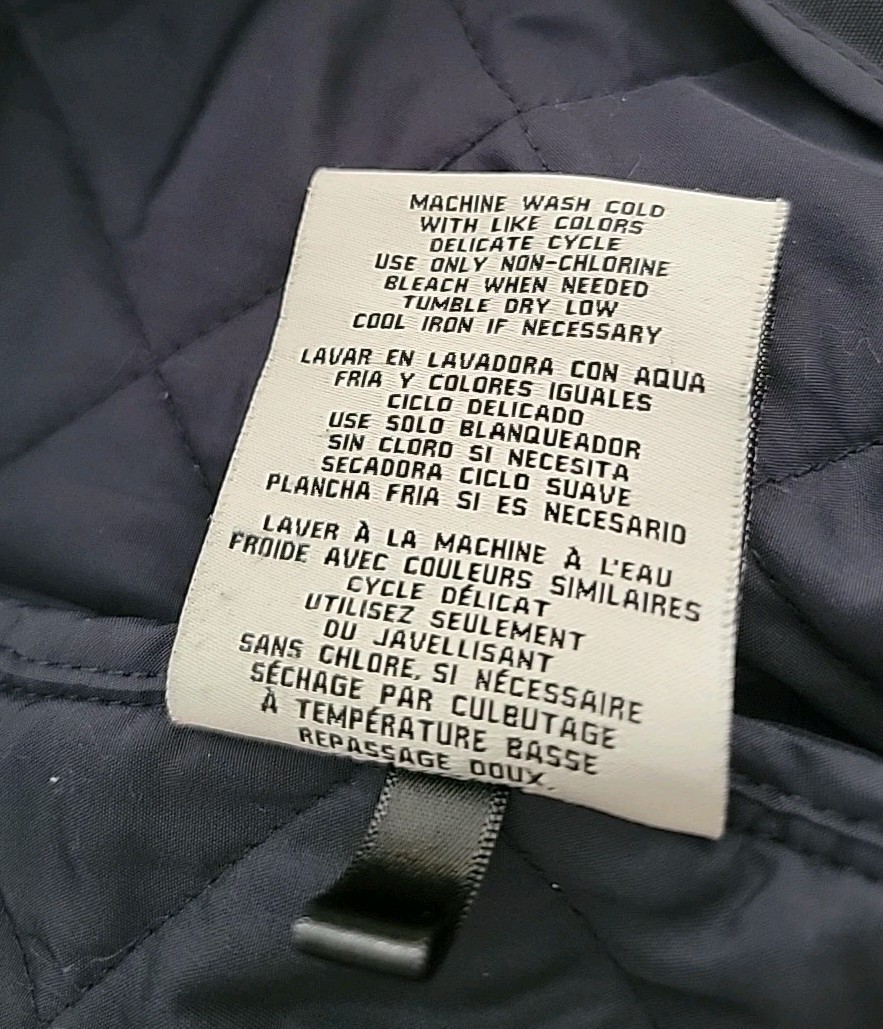 MACHINE WASH COLD
WITH LIKE COLORS
DELICATE CYCLE
USE ONLY NON-CHLORINE
BLEACH WHEN NEEDED
TUMBLE DRY LOW
COOL IRON IF NECESSARY
LAVAR EN LAVADORA CON AQUA
FRIA Y COLORES IGUALES
CICLO DELICADO
USE SOLO BLANQUEADOR
SIN CLORO SI NECESITA
SECADORA CICLO SUAVE
PLANCHA FRIA SI ES NECESARIO
LAVER À LA MACHINE À L'EAU
FROIDE AVEC COULEURS SIMILAIRES
CYCLE DÉLICAT
UTILISEZ SEULEMENT
DU JAVELLISANT
SANS CHLORE, SI NÉCESSAIRE
SÉCHAGE PAR CULBUTAGE
À TEMPÉRATURE BASSE
REPASSAGE DOUX.